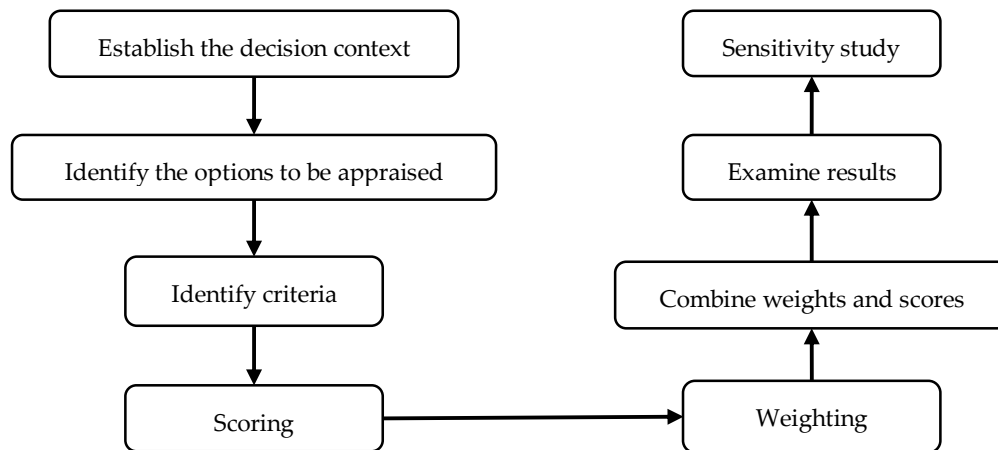 Establish the decision context
Identify the options to be appraised
Identify criteria
Scoring
Weighting
Combine weights and scores
Examine results
Sensitivity study